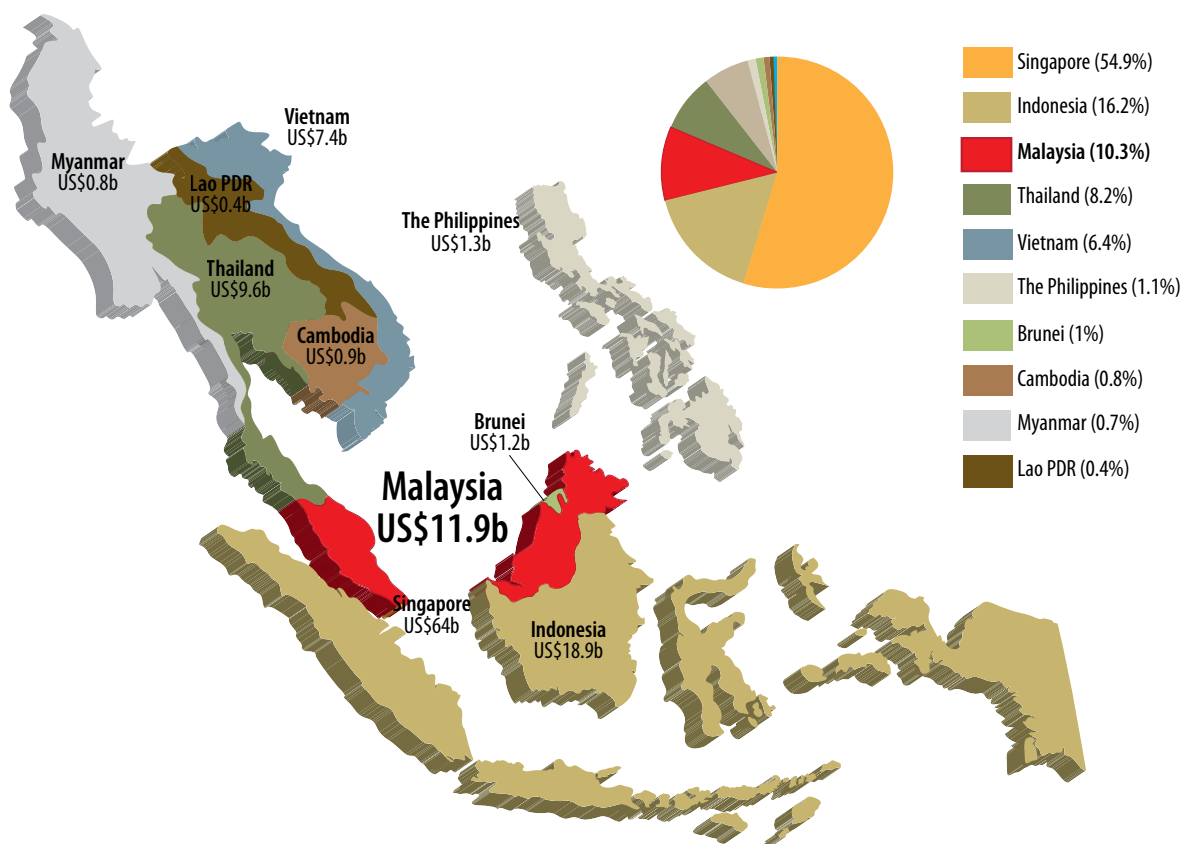 Vietnam
US$7.4b
Myanmar
US$0.8b
Lao PDR
US$0.4b
The Philippines
US$1.3b
Thailand
US$9.6b
Cambodia
US$0.9b
Brunei
US$1.2b
Malaysia
US$11.9b
Singapore
US$64b
Indonesia
US$18.9b
Singapore (54.9%)
Indonesia (16.2%)
Malaysia (10.3%)
Thailand (8.2%)
Vietnam (6.4%)
The Philippines (1.1%)
Brunei (1%)
Cambodia (0.8%)
Myanmar (0.7%)
Lao PDR (0.4%)